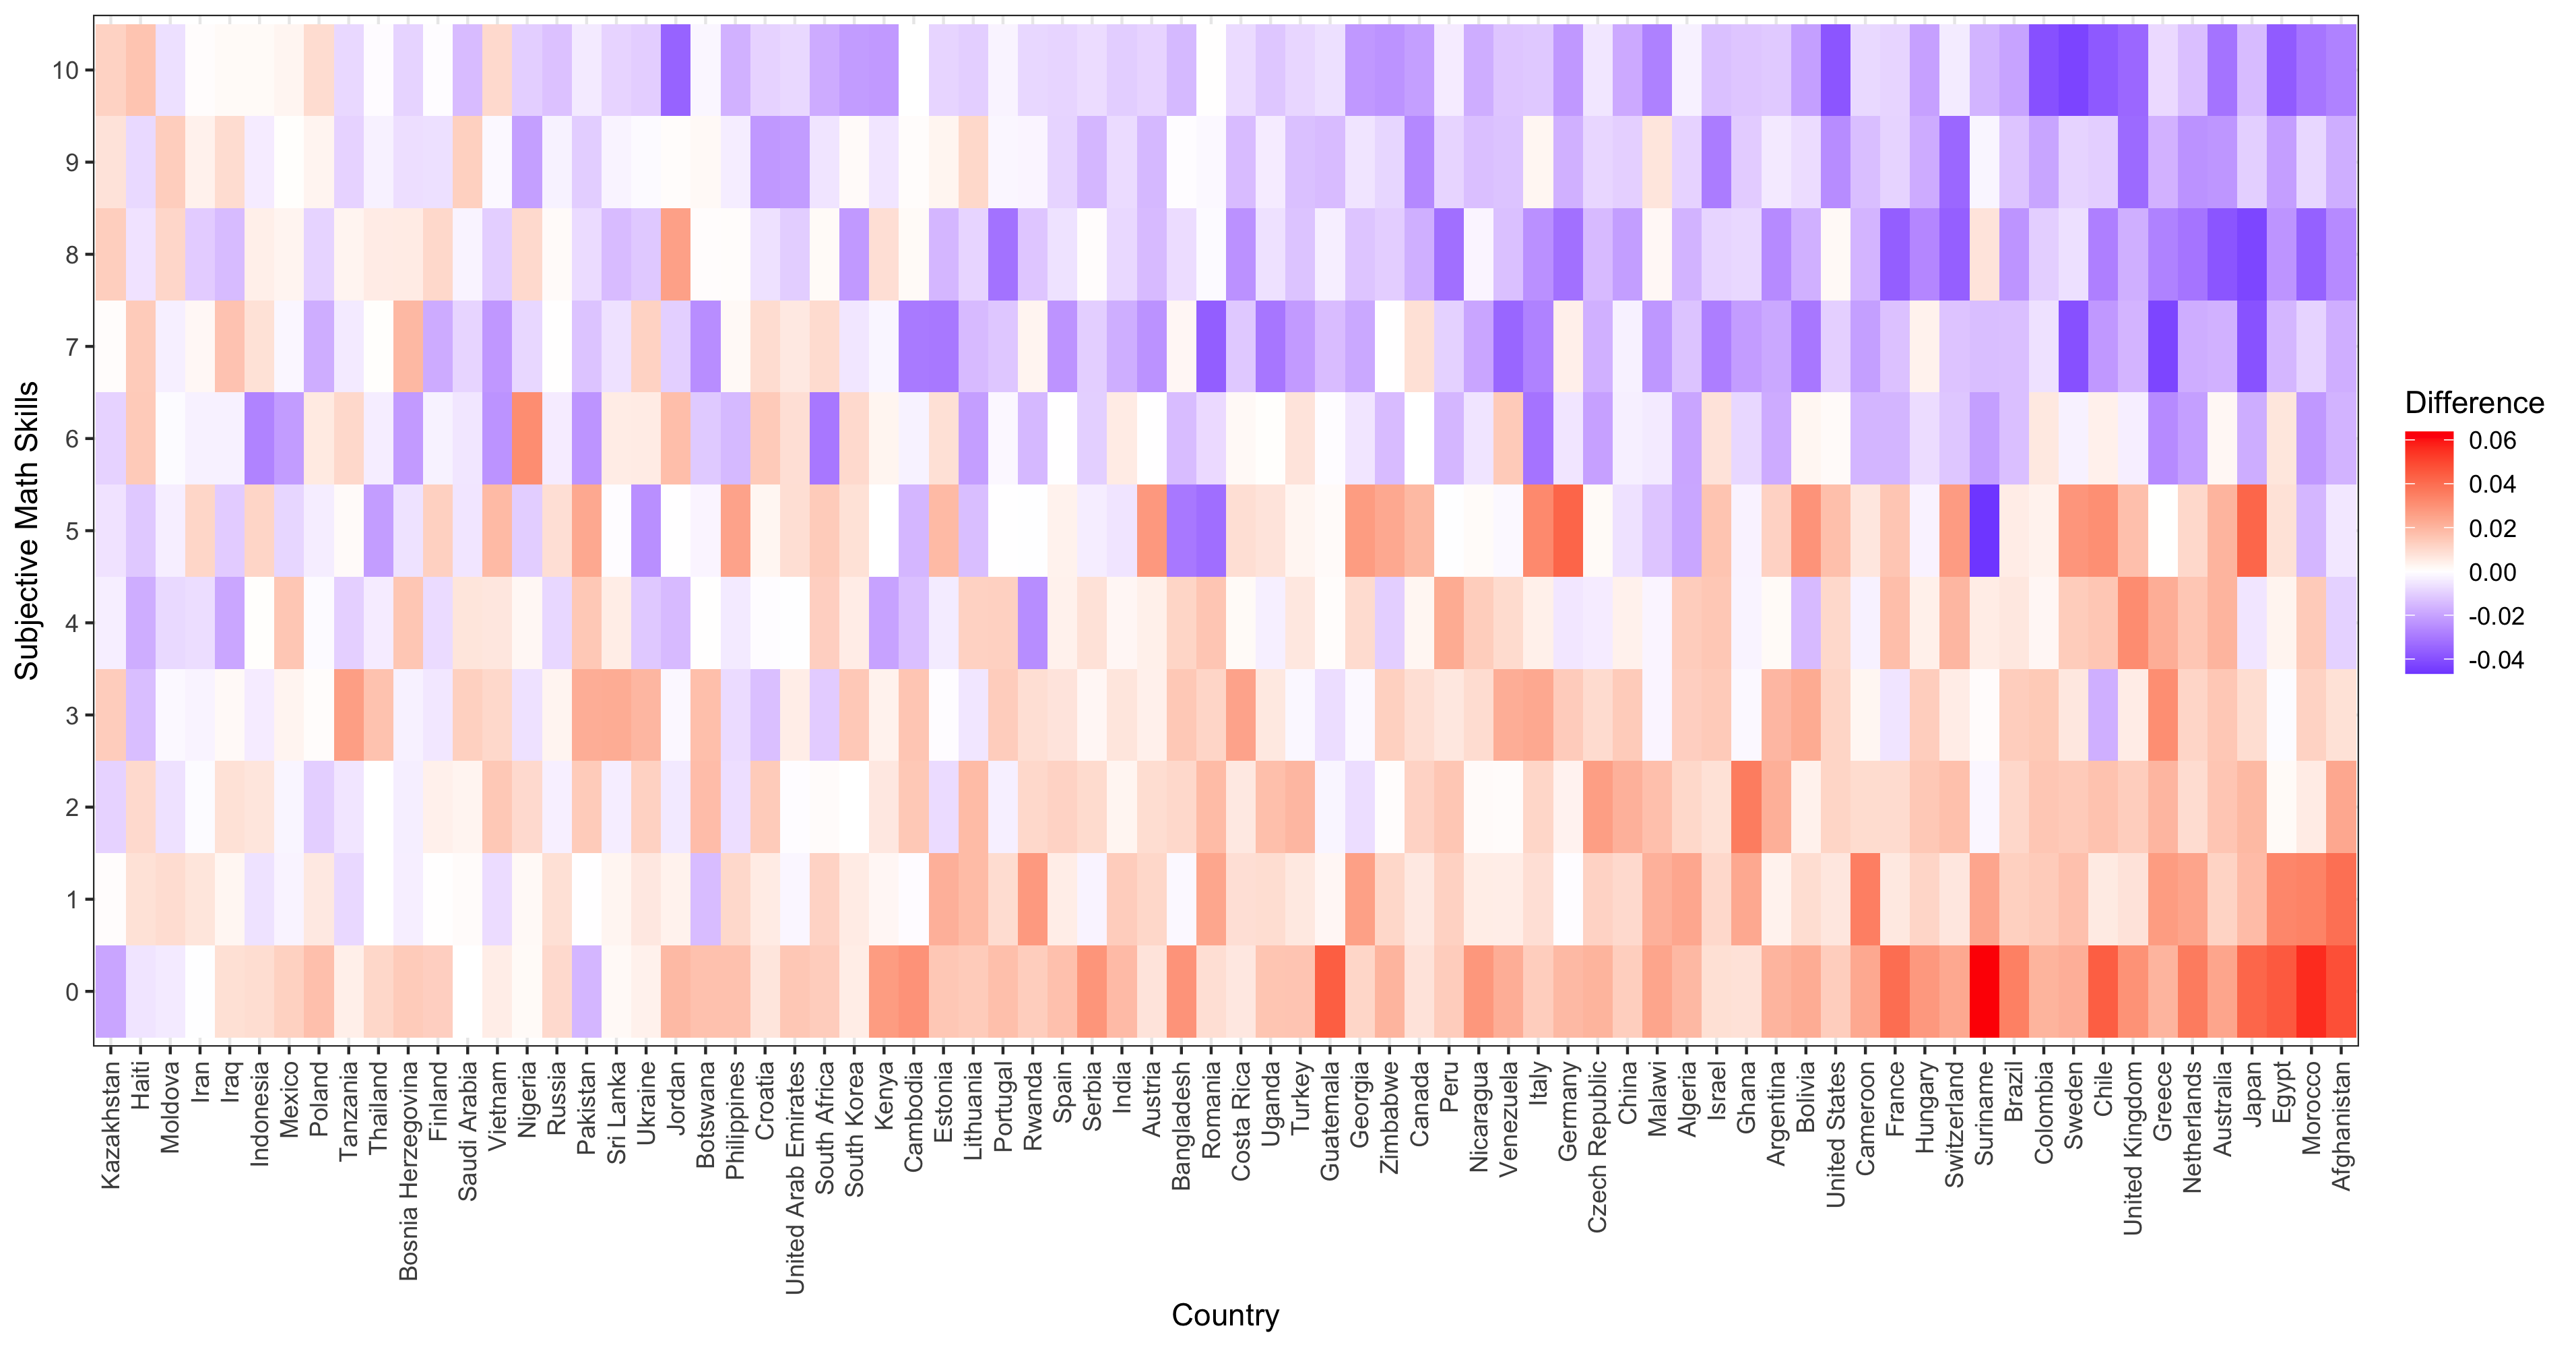 Subjective Math Skills
10
9
8
7
6
5
4
3
2
1
0
Kazakhstan
Haiti
Moldova
Iran
Iraq
Indonesia
Mexico
Poland
Tanzania
Thailand
Bosnia Herzegovina
Finland
Saudi Arabia
Vietnam
Nigeria
Russia
Pakistan
Sri Lanka
Ukraine
Jordan
Botswana
Philippines
Croatia
United Arab Emirates
South Africa
South Korea
Kenya
Cambodia
Estonia
Lithuania
Portugal
Rwanda
Spain
Serbia
India
Austria
Bangladesh
Romania
Costa Rica
Uganda
Turkey
Guatemala
Georgia
Zimbabwe
Canada
Peru
Nicaragua
Venezuela
Italy
Germany
Czech Republic
China
Malawi
Algeria
Israel
Ghana
Argentina
Bolivia
United States
Cameroon
France
Hungary
Switzerland
Suriname
Brazil
Colombia
Sweden
Chile
United Kingdom
Greece
Netherlands
Australia
Japan
Egypt
Morocco
Afghanistan
Country
Difference
0.06
0.04
0.02
0.00
-0.02
-0.04